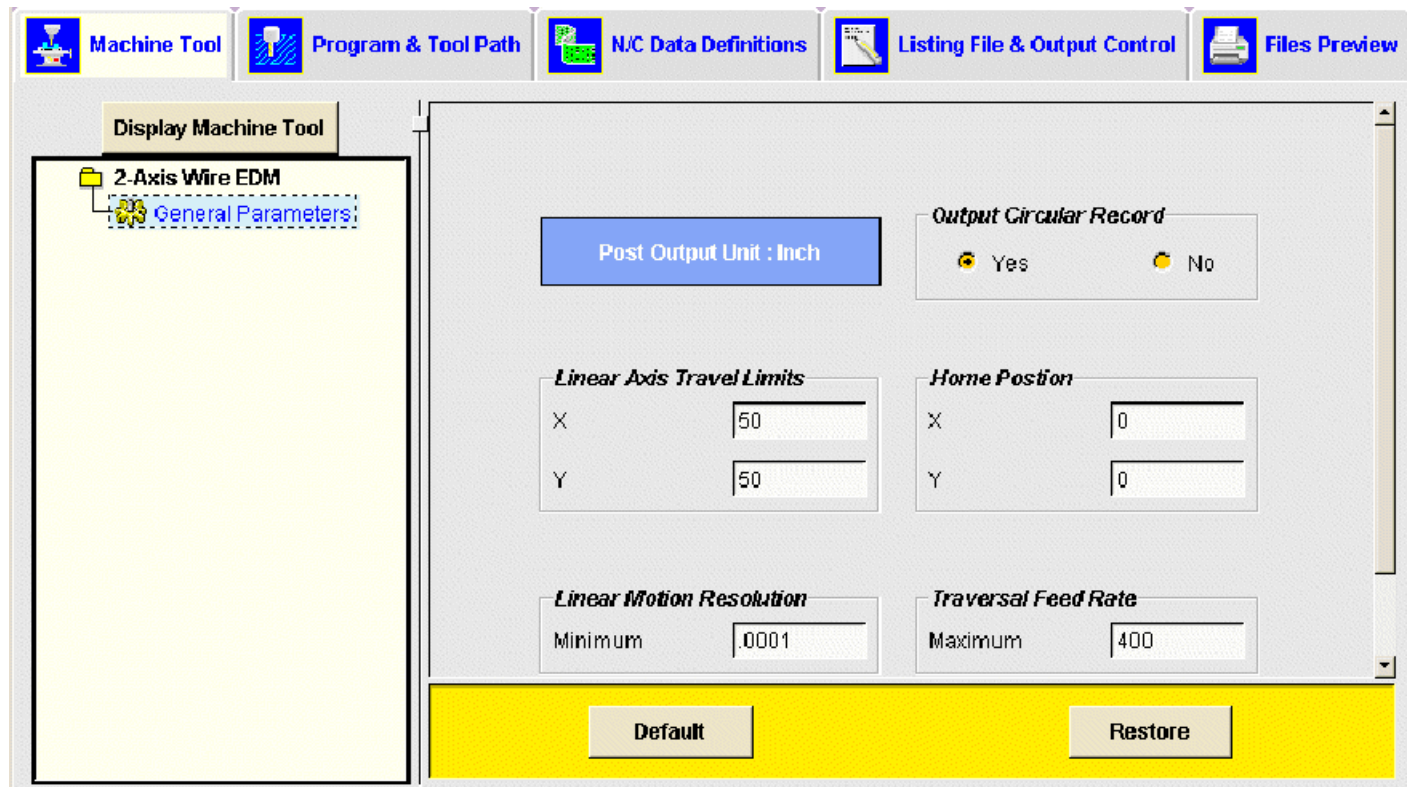 Machine Tool
Program & Tool Path
N/C Data Definitions
Listing File & Output Control
Files Preview
Display Machine Tool
2-Axis Wire EDM
General Parameters
Post Output Unit : Inch
Output Circular Record
Yes No
Linear Axis Travel Limits
X 50
Y 50
Home Postion
X 0
Y 0
Linear Motion Resolution
Minimum .0001
Traversal Feed Rate
Maximum 400
Default
Restore